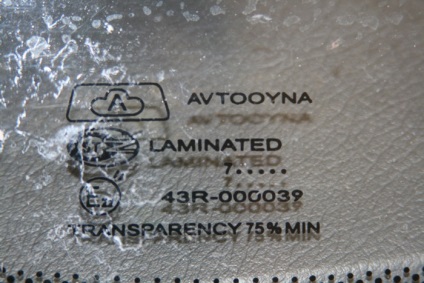 A AVTOOYNA
LAMINATED
7.....
43R-000039
TRANSPARENCY 75% MIN